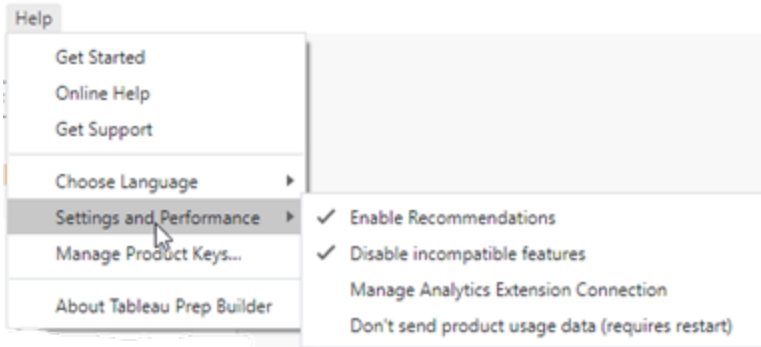 Help
Get Started
Online Help
Get Support
Choose Language
Settings and Performance
Manage Product Keys...
About Tableau Prep Builder
Enable Recommendations
Disable incompatible features
Manage Analytics Extension Connection
Don't send product usage data (requires restart)